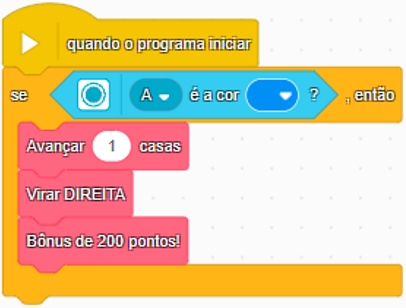 quando o programa iniciar
se A é a cor ? , então
Avançar 1 casas
Virar DIREITA
Bônus de 200 pontos!